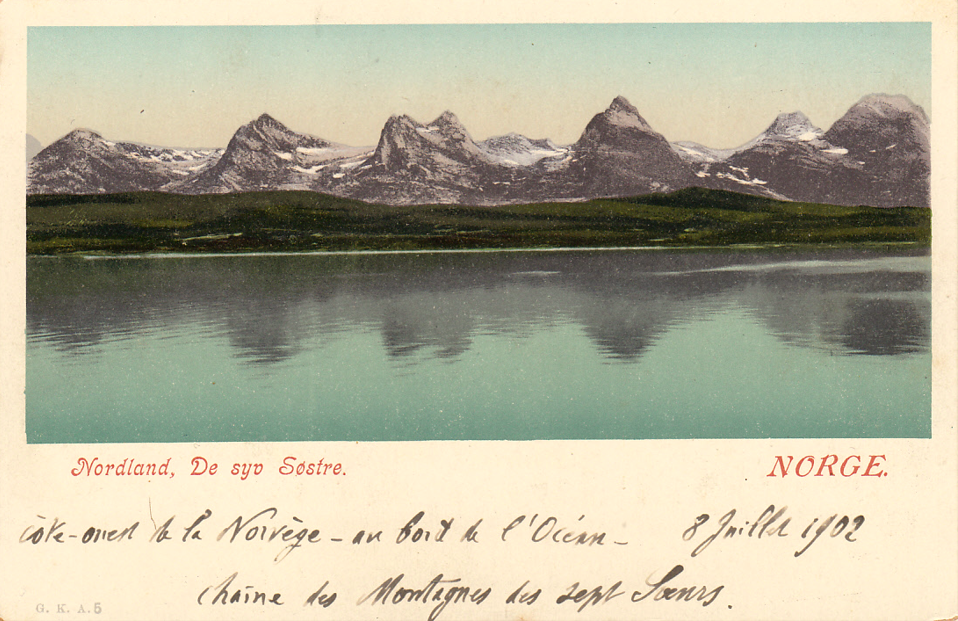 Nordland, De syv Søstre.
NORGE.
côte-ouest de la Norvège - au bord de l'Océan -
8 Juillet 1902
chaîne des Montagnes des sept Sœurs.
G. K. A. 5